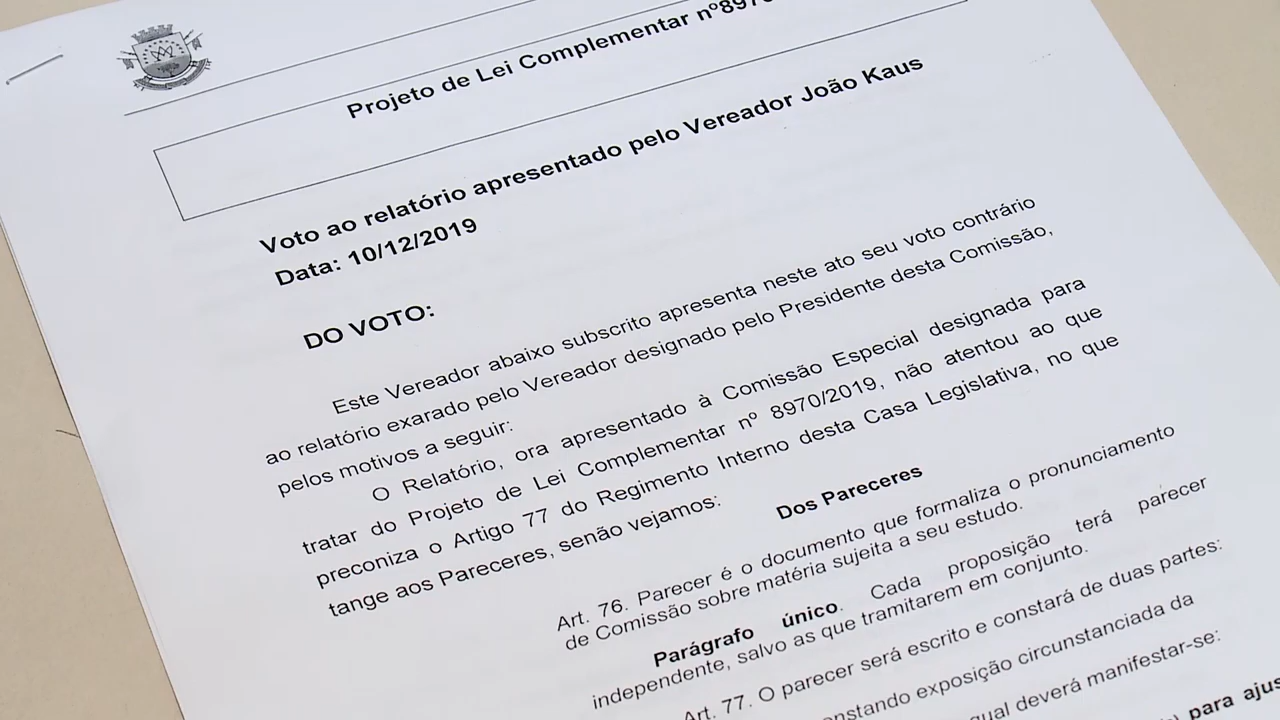 Projeto de Lei Complementar nº8970
Voto ao relatório apresentado pelo Vereador João Kaus
Data: 10/12/2019
DO VOTO:
Este Vereador abaixo subscrito apresenta neste ato seu voto contrário
ao relatório exarado pelo Vereador designado pelo Presidente desta Comissão,
pelos motivos a seguir:
O Relatório, ora apresentado à Comissão Especial designada para
tratar do Projeto de Lei Complementar nº 8970/2019, não atentou ao que
preconiza o Artigo 77 do Regimento Interno desta Casa Legislativa, no que
tange aos Pareceres, senão vejamos:
Dos Pareceres
Art. 76. Parecer é o documento que formaliza o pronunciamento
de Comissão sobre matéria sujeita a seu estudo.
Parágrafo único. Cada proposição terá parecer
independente, salvo as que tramitarem em conjunto.
Art. 77. O parecer será escrito e constará de duas partes:
nstando exposição circunstanciada da
qual deverá manifestar-se:
para ajus